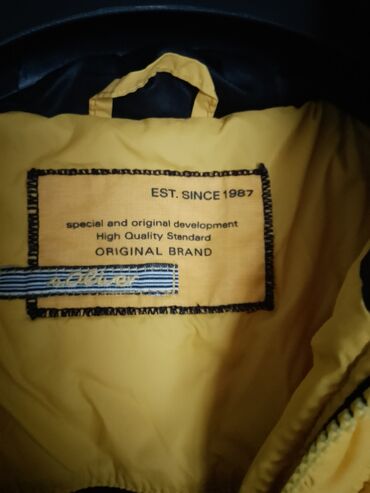 EST. SINCE 1987
special and original development
High Quality Standard
ORIGINAL BRAND
s.Oliver